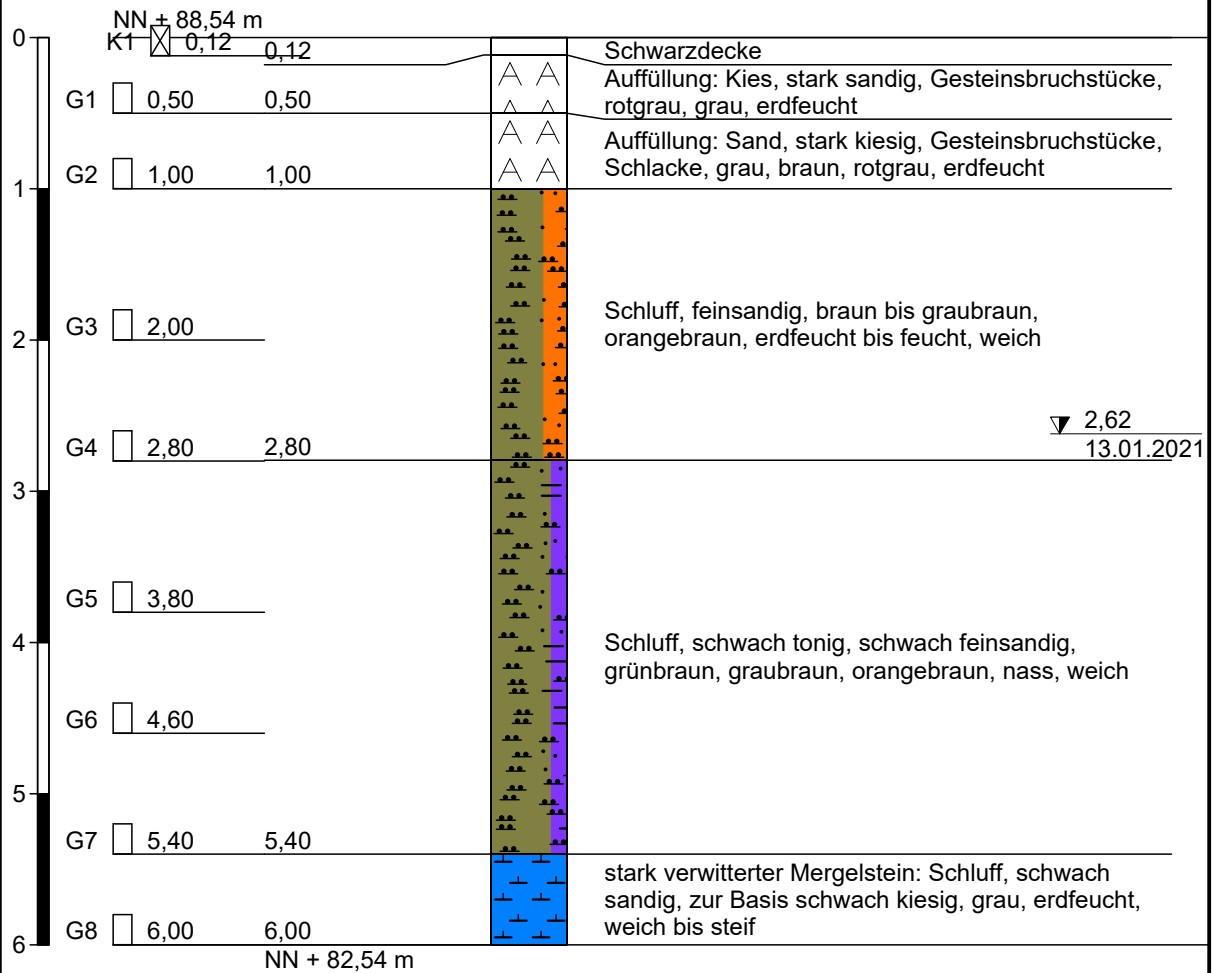 NN + 88,54 m
0
K1 0,12 0,12
Schwarzdecke
Auffüllung: Kies, stark sandig, Gesteinsbruchstücke,
rotgrau, grau, erdfeucht
G1 0,50 0,50
Auffüllung: Sand, stark kiesig, Gesteinsbruchstücke,
Schlacke, grau, braun, rotgrau, erdfeucht
G2 1,00 1,00
1
Schluff, feinsandig, braun bis graubraun,
orangebraun, erdfeucht bis feucht, weich
G3 2,00
2
2,62
13.01.2021
G4 2,80 2,80
3
G5 3,80
4
Schluff, schwach tonig, schwach feinsandig,
grünbraun, graubraun, orangebraun, nass, weich
G6 4,60
5
G7 5,40 5,40
stark verwitterter Mergelstein: Schluff, schwach
sandig, zur Basis schwach kiesig, grau, erdfeucht,
weich bis steif
G8 6,00 6,00
6
NN + 82,54 m